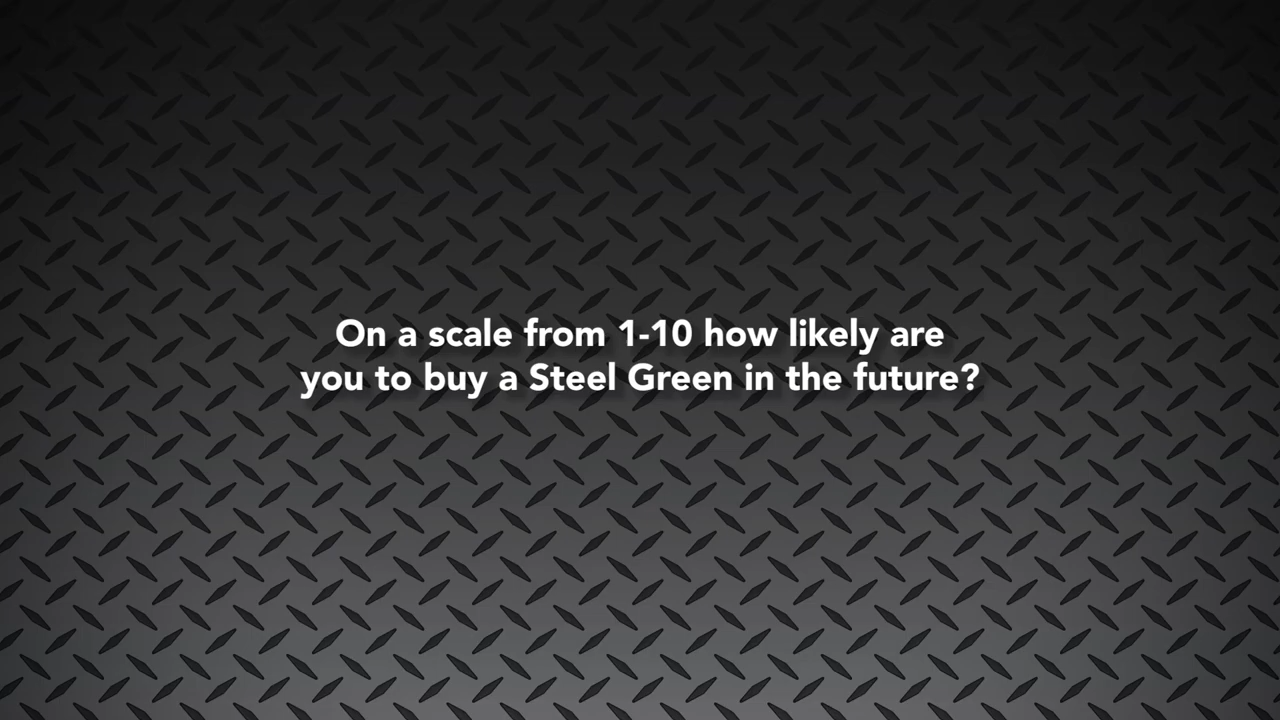 On a scale from 1-10 how likely are
you to buy a Steel Green in the future?